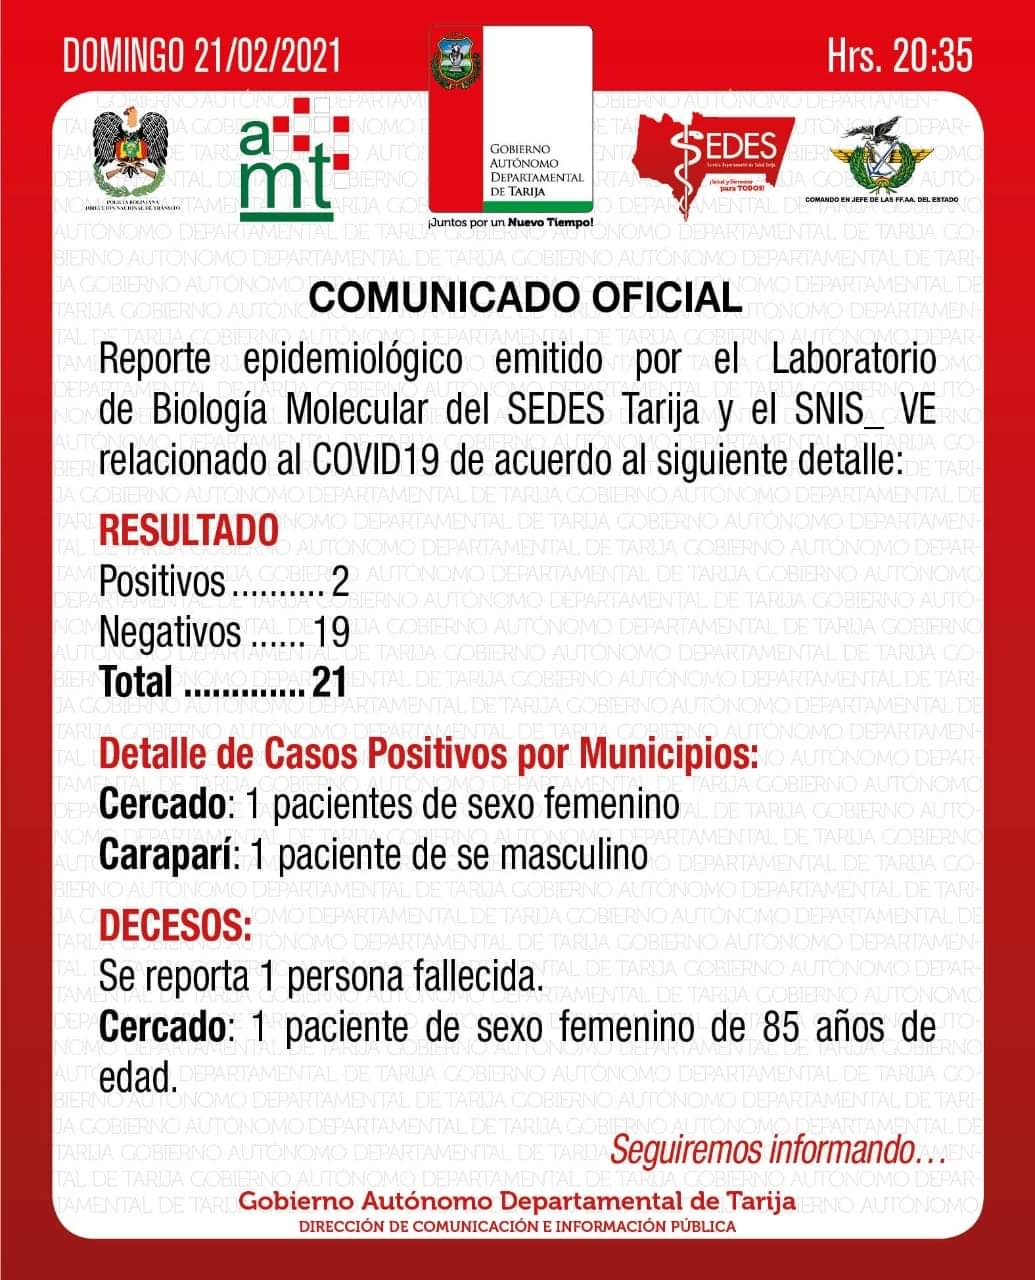 DOMINGO 21/02/2021
Hrs. 20:35
POLICÍA BOLIVIANA
DIRECCIÓN NACIONAL DE TRÁNSITO
amt
GOBIERNO
AUTÓNOMO
DEPARTAMENTAL
DE TARIJA
¡Juntos por un Nuevo Tiempo!
SEDES
Servicio Departamental de Salud Tarija
¡Salud y Bienestar
para TODOS!
COMANDO EN JEFE DE LAS FF.AA. DEL ESTADO
COMUNICADO OFICIAL
Reporte epidemiológico emitido por el Laboratorio
de Biología Molecular del SEDES Tarija y el SNIS_ VE
relacionado al COVID19 de acuerdo al siguiente detalle:
RESULTADO
Positivos .......... 2
Negativos ...... 19
Total ............. 21
Detalle de Casos Positivos por Municipios:
Cercado: 1 pacientes de sexo femenino
Caraparí: 1 paciente de se masculino
DECESOS:
Se reporta 1 persona fallecida.
Cercado: 1 paciente de sexo femenino de 85 años de
edad.
Seguiremos informando...
Gobierno Autónomo Departamental de Tarija
DIRECCIÓN DE COMUNICACIÓN E INFORMACIÓN PÚBLICA